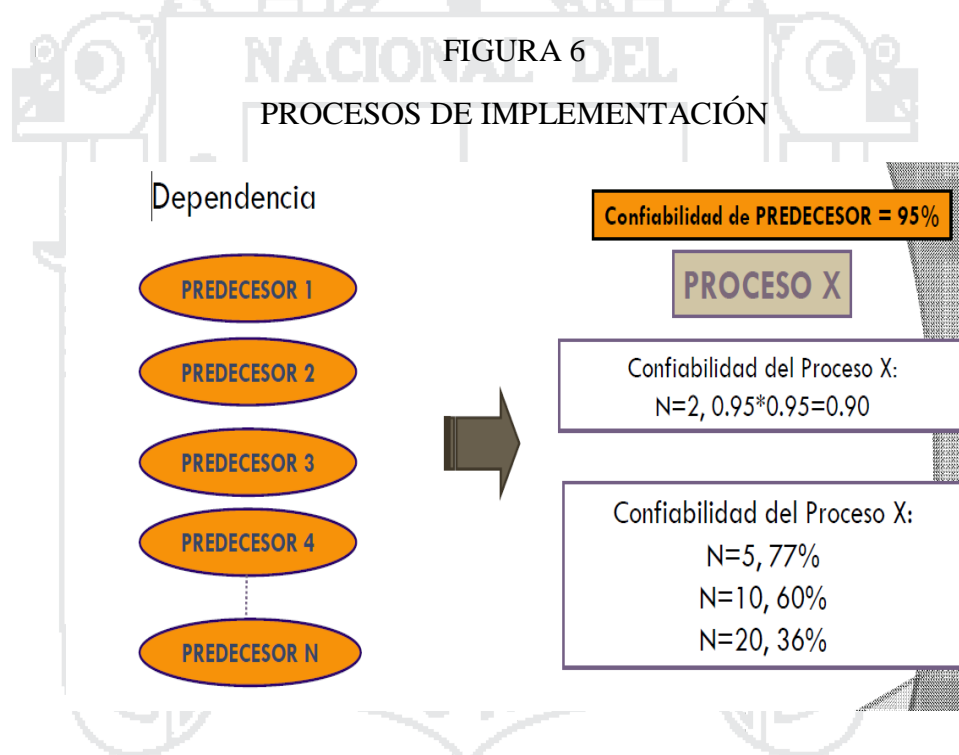 NACIONAL DEL
FIGURA 6
PROCESOS DE IMPLEMENTACIÓN
Dependencia
PREDECESOR 1
PREDECESOR 2
PREDECESOR 3
PREDECESOR 4
PREDECESOR N
Confiabilidad de PREDECESOR = 95%
PROCESO X
Confiabilidad del Proceso X:
N=2, 0.95*0.95=0.90
Confiabilidad del Proceso X:
N=5, 77%
N=10, 60%
N=20, 36%